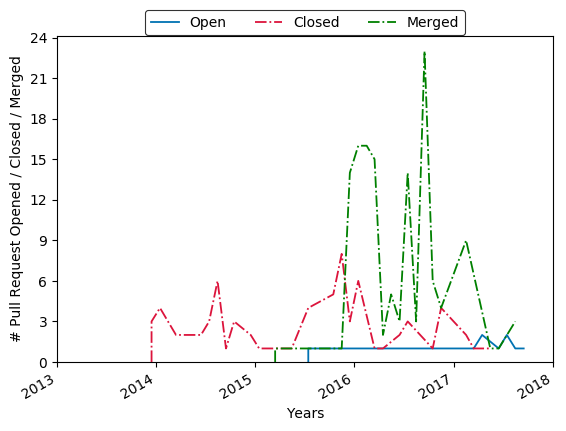 Open Closed Merged
# Pull Request Opened / Closed / Merged
24
21
18
15
12
9
6
3
0
2013 2014 2015 2016 2017 2018
Years